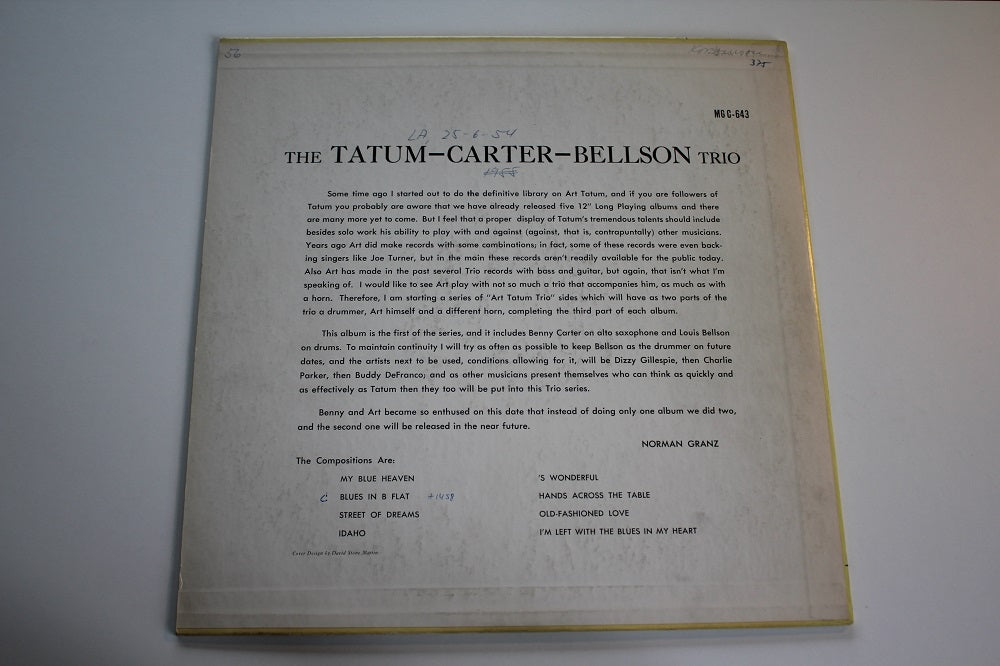 56
375
MG C-643
LA 25-6-54
THE TATUM–CARTER–BELLSON TRIO
Some time ago I started out to do the definitive library on Art Tatum, and if you are followers of
Tatum you probably are aware that we have already released five 12" Long Playing albums and there
are many more yet to come. But I feel that a proper display of Tatum's tremendous talents should include
besides solo work his ability to play with and against (against, that is, contrapuntally) other musicians.
Years ago Art did make records with some combinations; in fact, some of these records were even back-
ing singers like Joe Turner, but in the main these records aren't readily available for the public today.
Also Art has made in the past several Trio records with bass and guitar, but again, that isn't what I'm
speaking of. I would like to see Art play with not so much a trio that accompanies him, as much as with
a horn. Therefore, I am starting a series of "Art Tatum Trio" sides which will have as two parts of the
trio a drummer, Art himself and a different horn, completing the third part of each album.
This album is the first of the series, and it includes Benny Carter on alto saxophone and Louis Bellson
on drums. To maintain continuity I will try as often as possible to keep Bellson as the drummer on future
dates, and the artists next to be used, conditions allowing for it, will be Dizzy Gillespie, then Charlie
Parker, then Buddy DeFranco; and as other musicians present themselves who can think as quickly and
as effectively as Tatum then they too will be put into this Trio series.
Benny and Art became so enthused on this date that instead of doing only one album we did two,
and the second one will be released in the near future.
NORMAN GRANZ
The Compositions Are:
MY BLUE HEAVEN
C BLUES IN B FLAT +1458
STREET OF DREAMS
IDAHO
'S WONDERFUL
HANDS ACROSS THE TABLE
OLD-FASHIONED LOVE
I'M LEFT WITH THE BLUES IN MY HEART
Cover Design by David Stone Martin